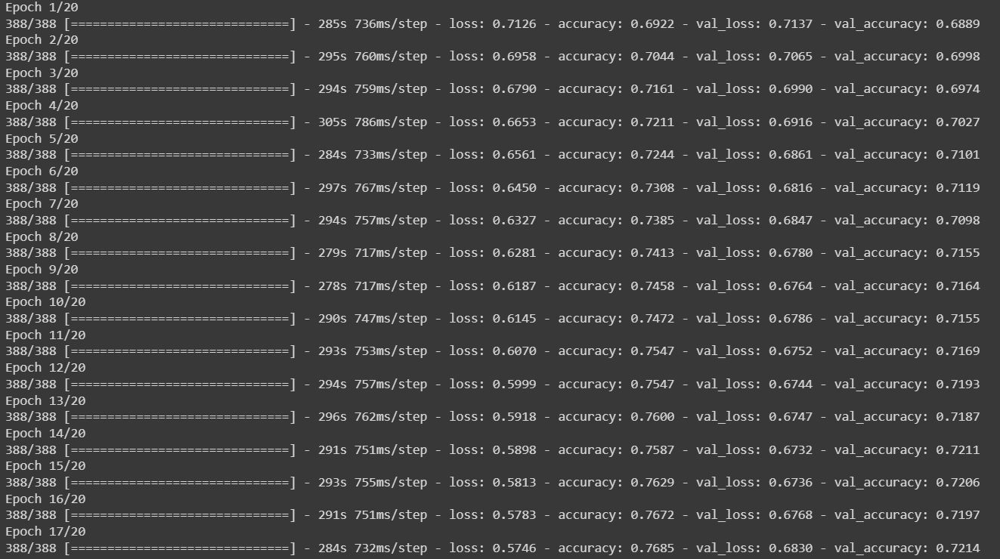 Epoch 1/20
388/388 [==============================] - 285s 736ms/step - loss: 0.7126 - accuracy: 0.6922 - val_loss: 0.7137 - val_accuracy: 0.6889
Epoch 2/20
388/388 [==============================] - 295s 760ms/step - loss: 0.6958 - accuracy: 0.7044 - val_loss: 0.7065 - val_accuracy: 0.6998
Epoch 3/20
388/388 [==============================] - 294s 759ms/step - loss: 0.6790 - accuracy: 0.7161 - val_loss: 0.6990 - val_accuracy: 0.6974
Epoch 4/20
388/388 [==============================] - 305s 786ms/step - loss: 0.6653 - accuracy: 0.7211 - val_loss: 0.6916 - val_accuracy: 0.7027
Epoch 5/20
388/388 [==============================] - 284s 733ms/step - loss: 0.6561 - accuracy: 0.7244 - val_loss: 0.6861 - val_accuracy: 0.7101
Epoch 6/20
388/388 [==============================] - 297s 767ms/step - loss: 0.6450 - accuracy: 0.7308 - val_loss: 0.6816 - val_accuracy: 0.7119
Epoch 7/20
388/388 [==============================] - 294s 757ms/step - loss: 0.6327 - accuracy: 0.7385 - val_loss: 0.6847 - val_accuracy: 0.7098
Epoch 8/20
388/388 [==============================] - 279s 717ms/step - loss: 0.6281 - accuracy: 0.7413 - val_loss: 0.6780 - val_accuracy: 0.7155
Epoch 9/20
388/388 [==============================] - 278s 717ms/step - loss: 0.6187 - accuracy: 0.7458 - val_loss: 0.6764 - val_accuracy: 0.7164
Epoch 10/20
388/388 [==============================] - 290s 747ms/step - loss: 0.6145 - accuracy: 0.7472 - val_loss: 0.6786 - val_accuracy: 0.7155
Epoch 11/20
388/388 [==============================] - 293s 753ms/step - loss: 0.6070 - accuracy: 0.7547 - val_loss: 0.6752 - val_accuracy: 0.7169
Epoch 12/20
388/388 [==============================] - 294s 757ms/step - loss: 0.5999 - accuracy: 0.7547 - val_loss: 0.6744 - val_accuracy: 0.7193
Epoch 13/20
388/388 [==============================] - 296s 762ms/step - loss: 0.5918 - accuracy: 0.7600 - val_loss: 0.6747 - val_accuracy: 0.7187
Epoch 14/20
388/388 [==============================] - 291s 751ms/step - loss: 0.5898 - accuracy: 0.7587 - val_loss: 0.6732 - val_accuracy: 0.7211
Epoch 15/20
388/388 [==============================] - 293s 755ms/step - loss: 0.5813 - accuracy: 0.7629 - val_loss: 0.6736 - val_accuracy: 0.7206
Epoch 16/20
388/388 [==============================] - 291s 751ms/step - loss: 0.5783 - accuracy: 0.7672 - val_loss: 0.6768 - val_accuracy: 0.7197
Epoch 17/20
388/388 [==============================] - 284s 732ms/step - loss: 0.5746 - accuracy: 0.7685 - val_loss: 0.6830 - val_accuracy: 0.7214